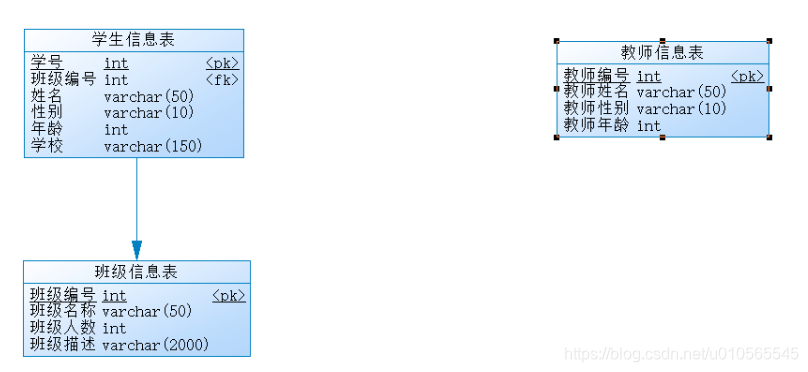 学生信息表
学号 int <pk>
班级编号 int <fk>
姓名 varchar(50)
性别 varchar(10)
年龄 int
学校 varchar(150)
教师信息表
教师编号 int <pk>
教师姓名 varchar(50)
教师性别 varchar(10)
教师年龄 int
班级信息表
班级编号 int <pk>
班级名称 varchar(50)
班级人数 int
班级描述 varchar(2000)
https://blog.csdn.net/u010565545